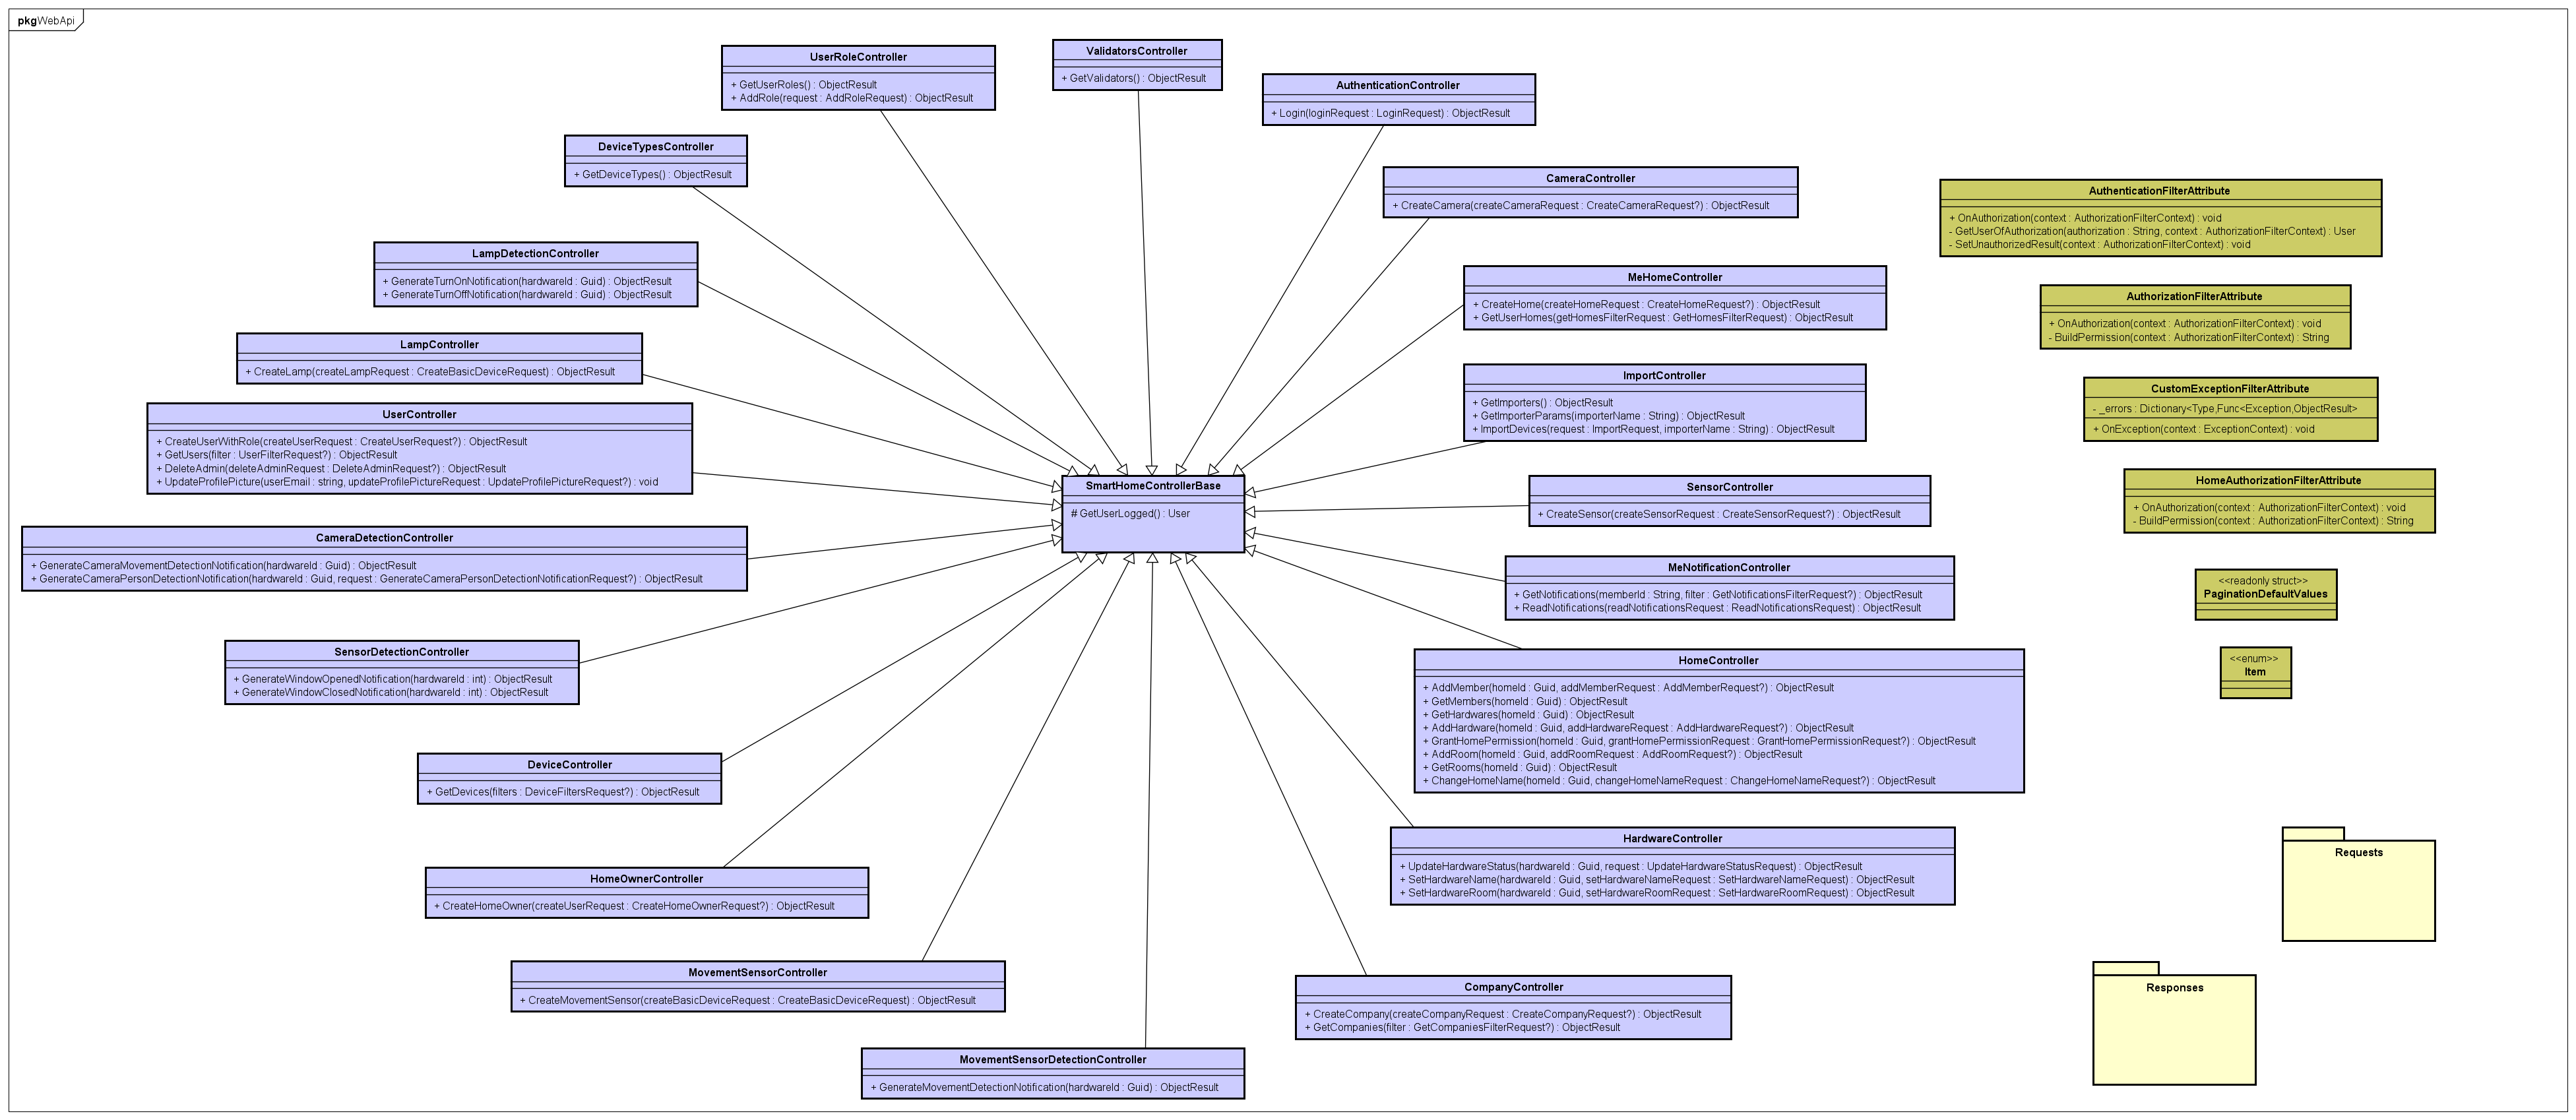 pkgWebApi
UserRoleController
+ GetUserRoles() : ObjectResult
+ AddRole(request : AddRoleRequest) : ObjectResult
ValidatorsController
+ GetValidators() : ObjectResult
AuthenticationController
+ Login(loginRequest : LoginRequest) : ObjectResult
DeviceTypesController
+ GetDeviceTypes() : ObjectResult
CameraController
+ CreateCamera(createCameraRequest : CreateCameraRequest?) : ObjectResult
AuthenticationFilterAttribute
+ OnAuthorization(context : AuthorizationFilterContext) : void
- GetUserOfAuthorization(authorization : String, context : AuthorizationFilterContext) : User
- SetUnauthorizedResult(context : AuthorizationFilterContext) : void
LampDetectionController
+ GenerateTurnOnNotification(hardwareId : Guid) : ObjectResult
+ GenerateTurnOffNotification(hardwareId : Guid) : ObjectResult
MeHomeController
+ CreateHome(createHomeRequest : CreateHomeRequest?) : ObjectResult
+ GetUserHomes(getHomesFilterRequest : GetHomesFilterRequest) : ObjectResult
AuthorizationFilterAttribute
+ OnAuthorization(context : AuthorizationFilterContext) : void
- BuildPermission(context : AuthorizationFilterContext) : String
LampController
+ CreateLamp(createLampRequest : CreateBasicDeviceRequest) : ObjectResult
ImportController
+ GetImporters() : ObjectResult
+ GetImporterParams(importerName : String) : ObjectResult
+ ImportDevices(request : ImportRequest, importerName : String) : ObjectResult
CustomExceptionFilterAttribute
- _errors : Dictionary<Type,Func<Exception,ObjectResult>
+ OnException(context : ExceptionContext) : void
UserController
+ CreateUserWithRole(createUserRequest : CreateUserRequest?) : ObjectResult
+ GetUsers(filter : UserFilterRequest?) : ObjectResult
+ DeleteAdmin(deleteAdminRequest : DeleteAdminRequest?) : ObjectResult
+ UpdateProfilePicture(userEmail : string, updateProfilePictureRequest : UpdateProfilePictureRequest?) : void
SmartHomeControllerBase
# GetUserLogged() : User
SensorController
+ CreateSensor(createSensorRequest : CreateSensorRequest?) : ObjectResult
HomeAuthorizationFilterAttribute
+ OnAuthorization(context : AuthorizationFilterContext) : void
- BuildPermission(context : AuthorizationFilterContext) : String
CameraDetectionController
+ GenerateCameraMovementDetectionNotification(hardwareId : Guid) : ObjectResult
+ GenerateCameraPersonDetectionNotification(hardwareId : Guid, request : GenerateCameraPersonDetectionNotificationRequest?) : ObjectResult
MeNotificationController
+ GetNotifications(memberId : String, filter : GetNotificationsFilterRequest?) : ObjectResult
+ ReadNotifications(readNotificationsRequest : ReadNotificationsRequest) : ObjectResult
<<readonly struct>>
PaginationDefaultValues
SensorDetectionController
+ GenerateWindowOpenedNotification(hardwareId : int) : ObjectResult
+ GenerateWindowClosedNotification(hardwareId : int) : ObjectResult
HomeController
+ AddMember(homeId : Guid, addMemberRequest : AddMemberRequest?) : ObjectResult
+ GetMembers(homeId : Guid) : ObjectResult
+ GetHardwares(homeId : Guid) : ObjectResult
+ AddHardware(homeId : Guid, addHardwareRequest : AddHardwareRequest?) : ObjectResult
+ GrantHomePermission(homeId : Guid, grantHomePermissionRequest : GrantHomePermissionRequest?) : ObjectResult
+ AddRoom(homeId : Guid, addRoomRequest : AddRoomRequest?) : ObjectResult
+ GetRooms(homeId : Guid) : ObjectResult
+ ChangeHomeName(homeId : Guid, changeHomeNameRequest : ChangeHomeNameRequest?) : ObjectResult
<<enum>>
Item
DeviceController
+ GetDevices(filters : DeviceFiltersRequest?) : ObjectResult
HardwareController
+ UpdateHardwareStatus(hardwareId : Guid, request : UpdateHardwareStatusRequest) : ObjectResult
+ SetHardwareName(hardwareId : Guid, setHardwareNameRequest : SetHardwareNameRequest) : ObjectResult
+ SetHardwareRoom(hardwareId : Guid, setHardwareRoomRequest : SetHardwareRoomRequest) : ObjectResult
Requests
HomeOwnerController
+ CreateHomeOwner(createUserRequest : CreateHomeOwnerRequest?) : ObjectResult
MovementSensorController
+ CreateMovementSensor(createBasicDeviceRequest : CreateBasicDeviceRequest) : ObjectResult
CompanyController
+ CreateCompany(createCompanyRequest : CreateCompanyRequest?) : ObjectResult
+ GetCompanies(filter : GetCompaniesFilterRequest?) : ObjectResult
Responses
MovementSensorDetectionController
+ GenerateMovementDetectionNotification(hardwareId : Guid) : ObjectResult